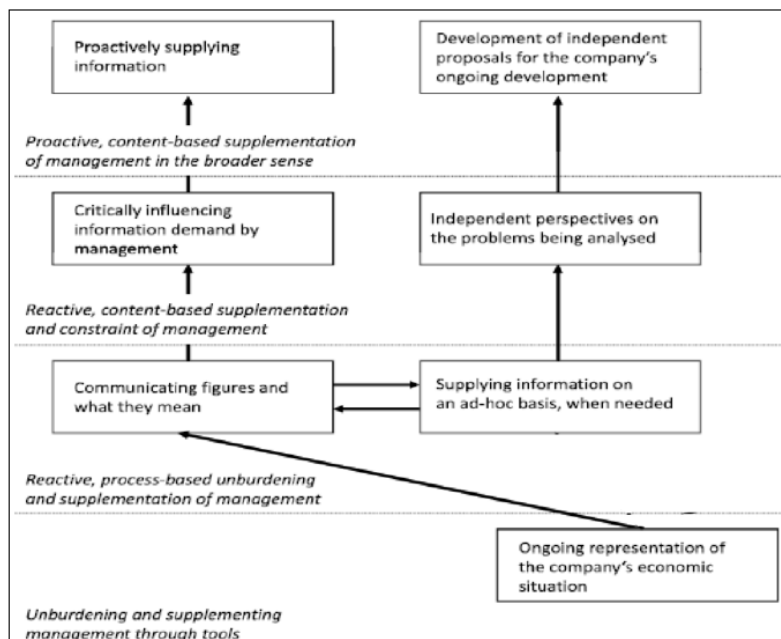 Proactively supplying
information
Development of independent
proposals for the company's
ongoing development
Proactive, content-based supplementation
of management in the broader sense
Critically influencing
information demand by
management
Independent perspectives on
the problems being analysed
Reactive, content-based supplementation
and constraint of management
Communicating figures and
what they mean
Supplying information on
an ad-hoc basis, when needed
Reactive, process-based unburdening
and supplementation of management
Ongoing representation of
the company's economic
situation
Unburdening and supplementing
management through tools